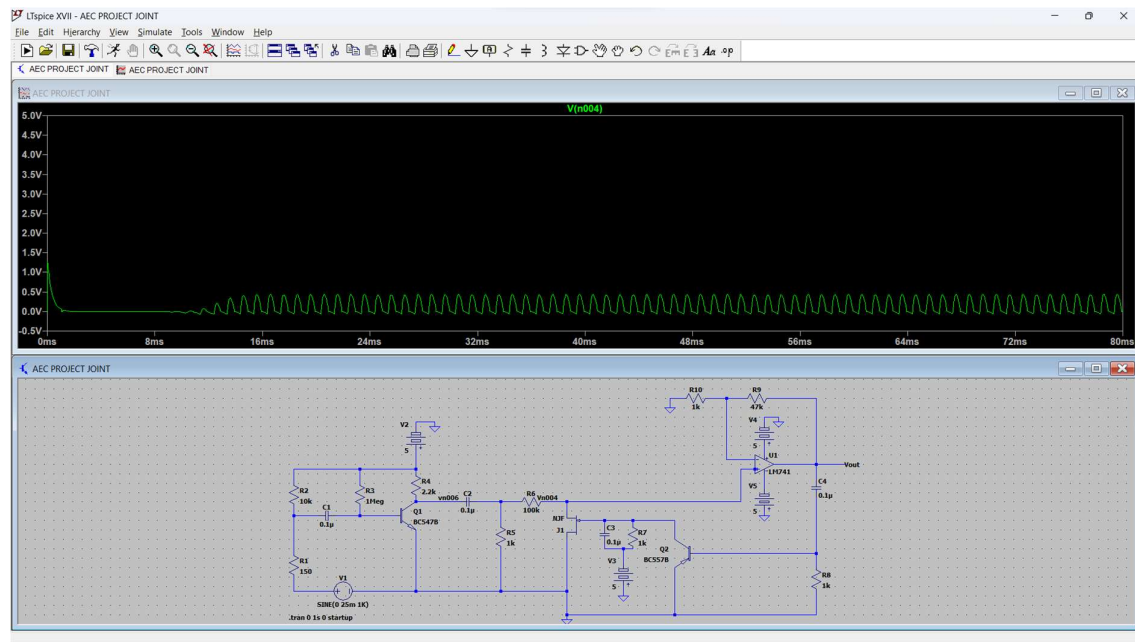 LTspice XVII - AEC PROJECT JOINT
File Edit Hierarchy View Simulate Tools Window Help
AEC PROJECT JOINT AEC PROJECT JOINT
AEC PROJECT JOINT
V(n004)
5.0V
4.5V
4.0V
3.5V
3.0V
2.5V
2.0V
1.5V
1.0V
0.5V
0.0V
-0.5V
0ms 8ms 16ms 24ms 32ms 40ms 48ms 56ms 64ms 72ms 80ms
AEC PROJECT JOINT
R10
1k
R9
47k
V2
5
V4
5
U1
LM741
Vout
R2
10k
R3
1Meg
R4
2.2k
vn006
C2
0.1µ
R6
100k
Vn004
V5
5
C4
0.1µ
C1
0.1µ
Q1
BC547B
R5
1k
NJF
J1
C3
0.1µ
R7
1k
Q2
BC557B
R1
150
V1
SINE(0 25m 1K)
V3
5
R8
1k
.tran 0 1s 0 startup